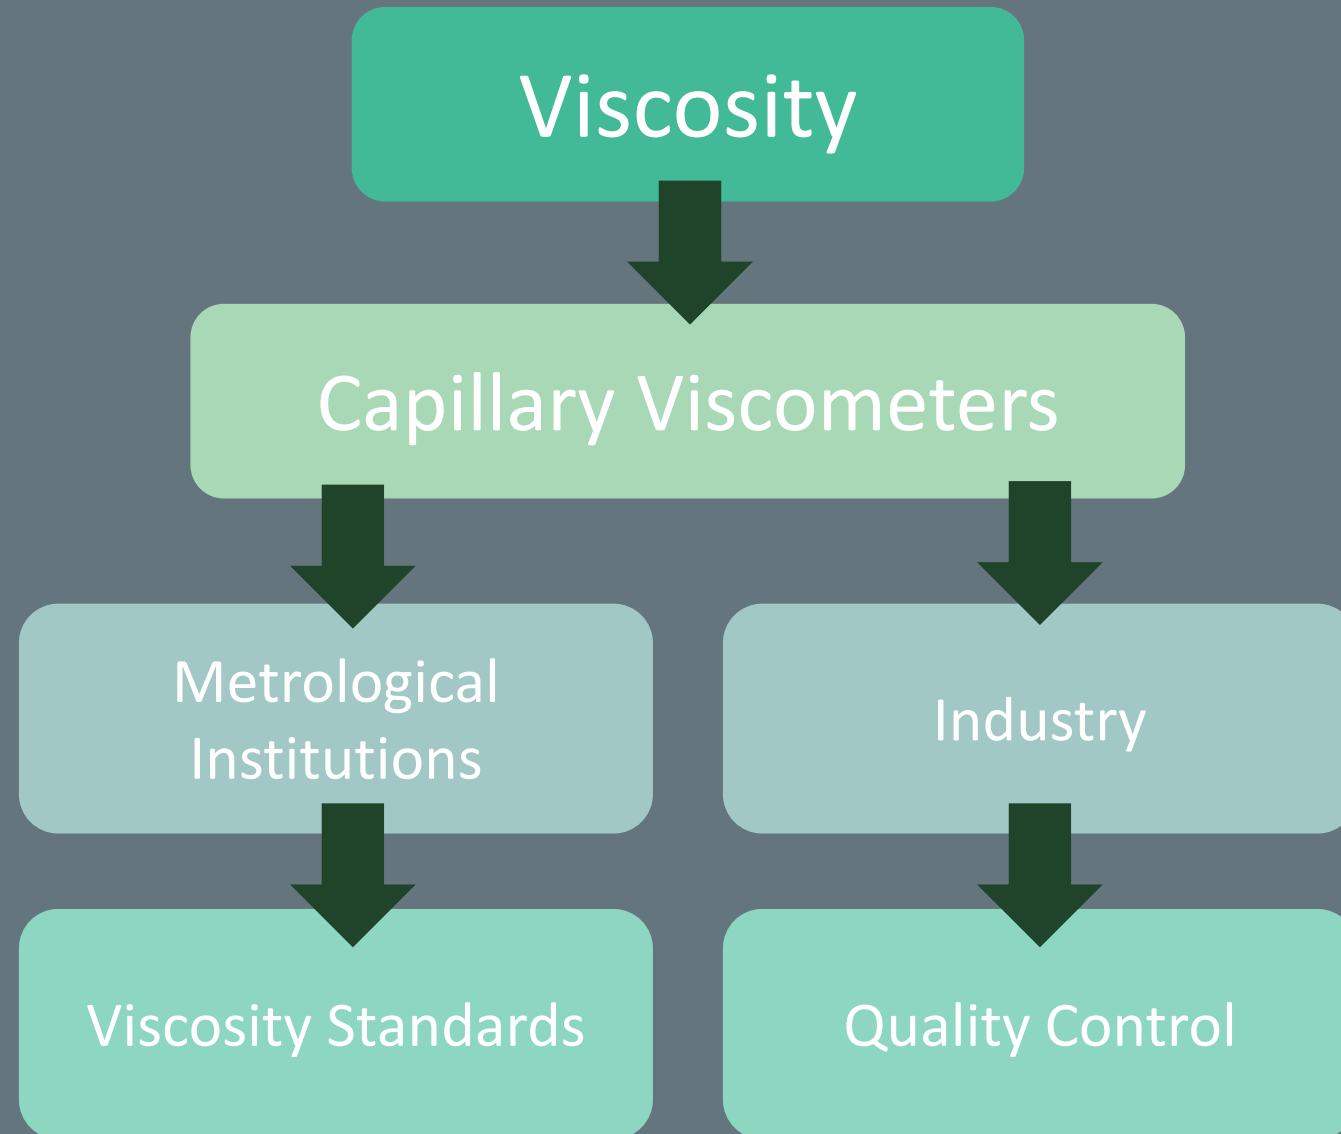 Viscosity
Capillary Viscometers
Metrological
Institutions
Industry
Viscosity Standards
Quality Control